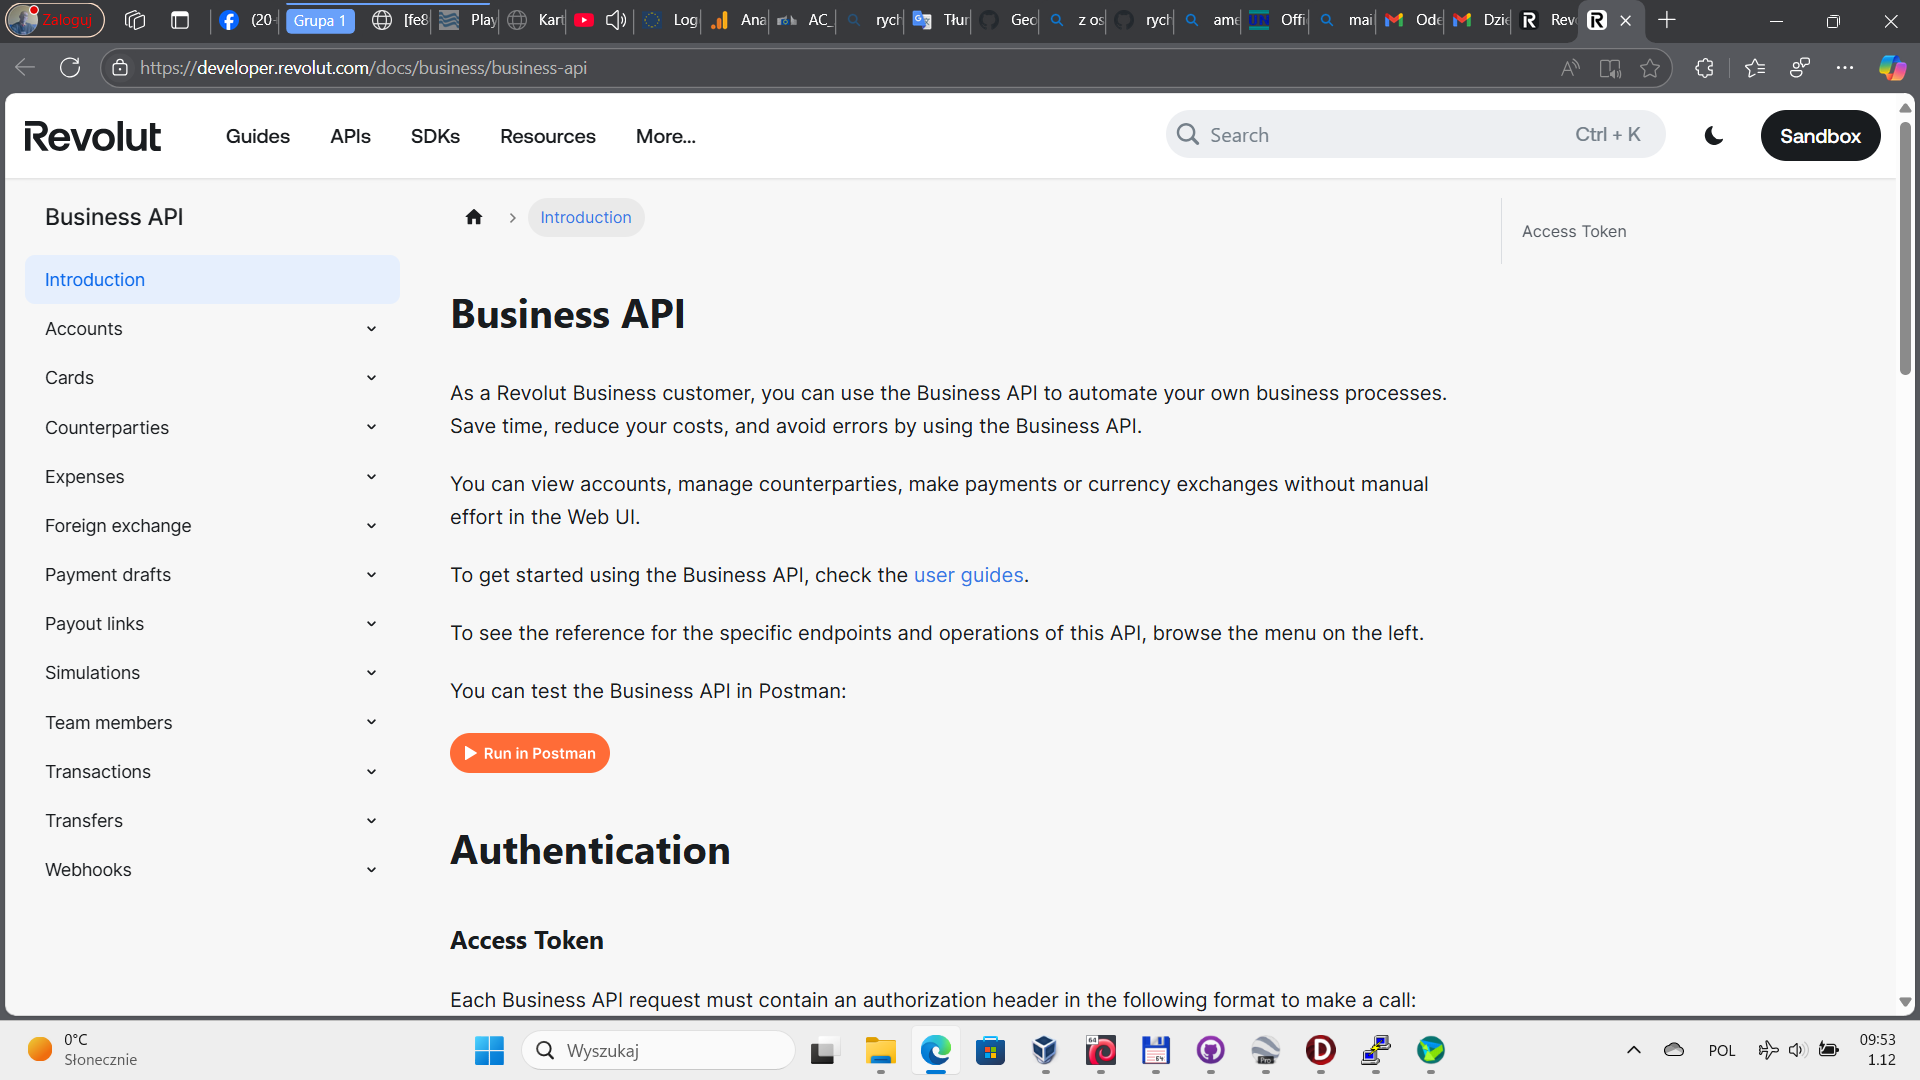 Zaloguj
(20
Grupa 1
[fe8
Play
Kart
Log
Ana
AC_
rych
Tłur
Geo
z os
rych
ame
Offi
mai
Ode
Dzie
Rev
https://developer.revolut.com/docs/business/business-api
Revolut
Guides
APIs
SDKs
Resources
More...
Search
Ctrl + K
Sandbox
Business API
Introduction
Accounts
Cards
Counterparties
Expenses
Foreign exchange
Payment drafts
Payout links
Simulations
Team members
Transactions
Transfers
Webhooks
Introduction
Business API
As a Revolut Business customer, you can use the Business API to automate your own business processes.
Save time, reduce your costs, and avoid errors by using the Business API.
You can view accounts, manage counterparties, make payments or currency exchanges without manual
effort in the Web UI.
To get started using the Business API, check the user guides.
To see the reference for the specific endpoints and operations of this API, browse the menu on the left.
You can test the Business API in Postman:
Run in Postman
Authentication
Access Token
Each Business API request must contain an authorization header in the following format to make a call:
Access Token
0°C
Słonecznie
Wyszukaj
POL
09:53
1.12